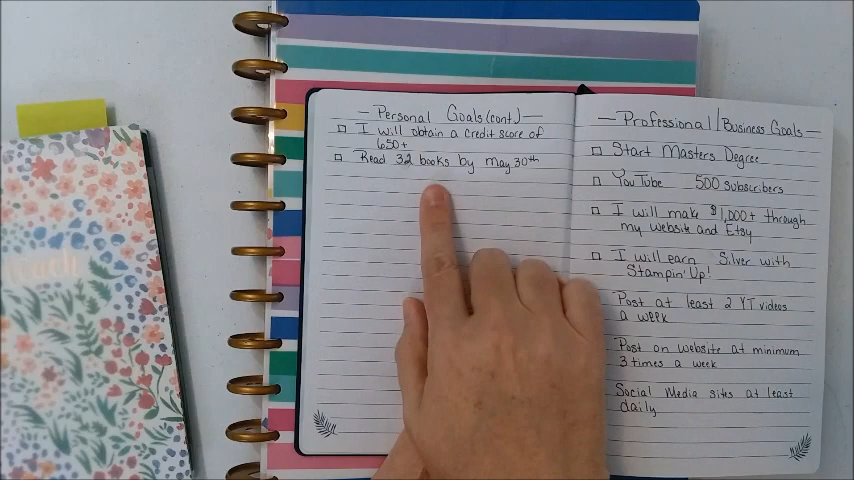 — Personal Goals (cont.) —
I will obtain a credit score of
650+
Read 32 books by May 30th
— Professional/Business Goals —
Start Masters Degree
YouTube 500 subscribers
I will make $1,000+ through
my website and Etsy
I will earn Silver with
Stampin' Up!
Post at least 2 YT videos
a week
Post on website at minimum
3 times a week
Social Media sites at least
daily